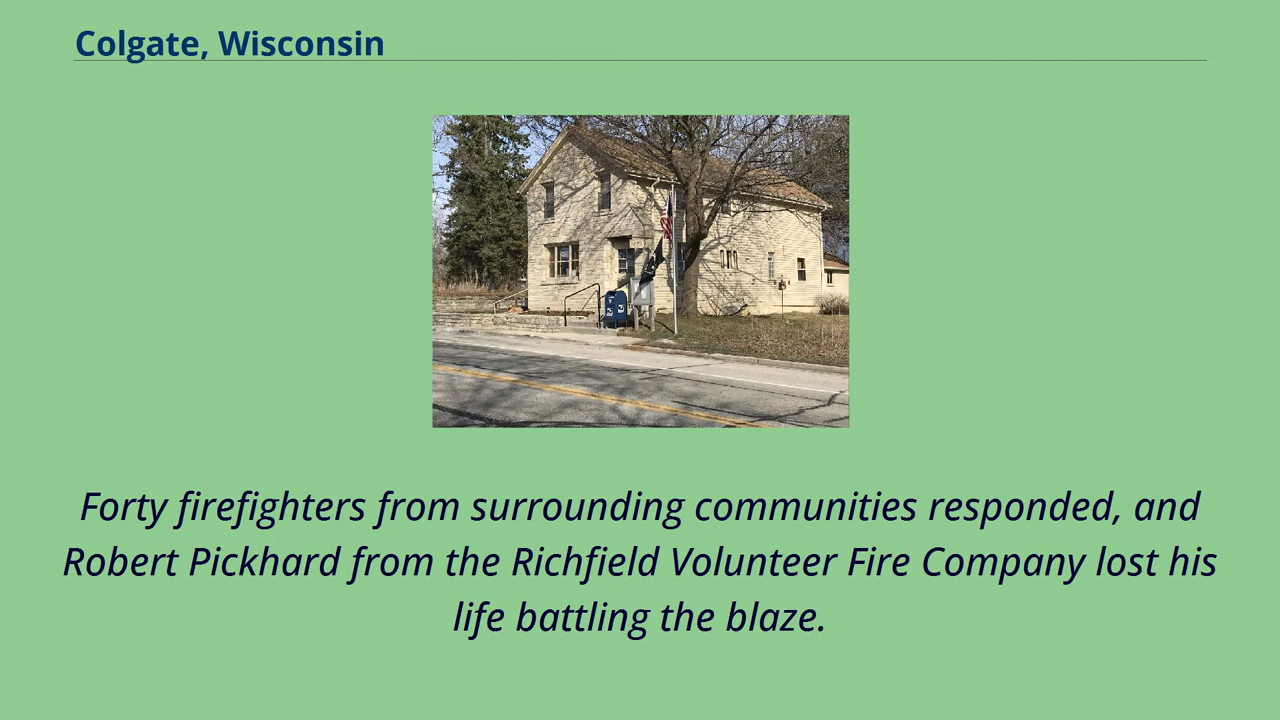 Colgate, Wisconsin
Forty firefighters from surrounding communities responded, and
Robert Pickhard from the Richfield Volunteer Fire Company lost his
life battling the blaze.